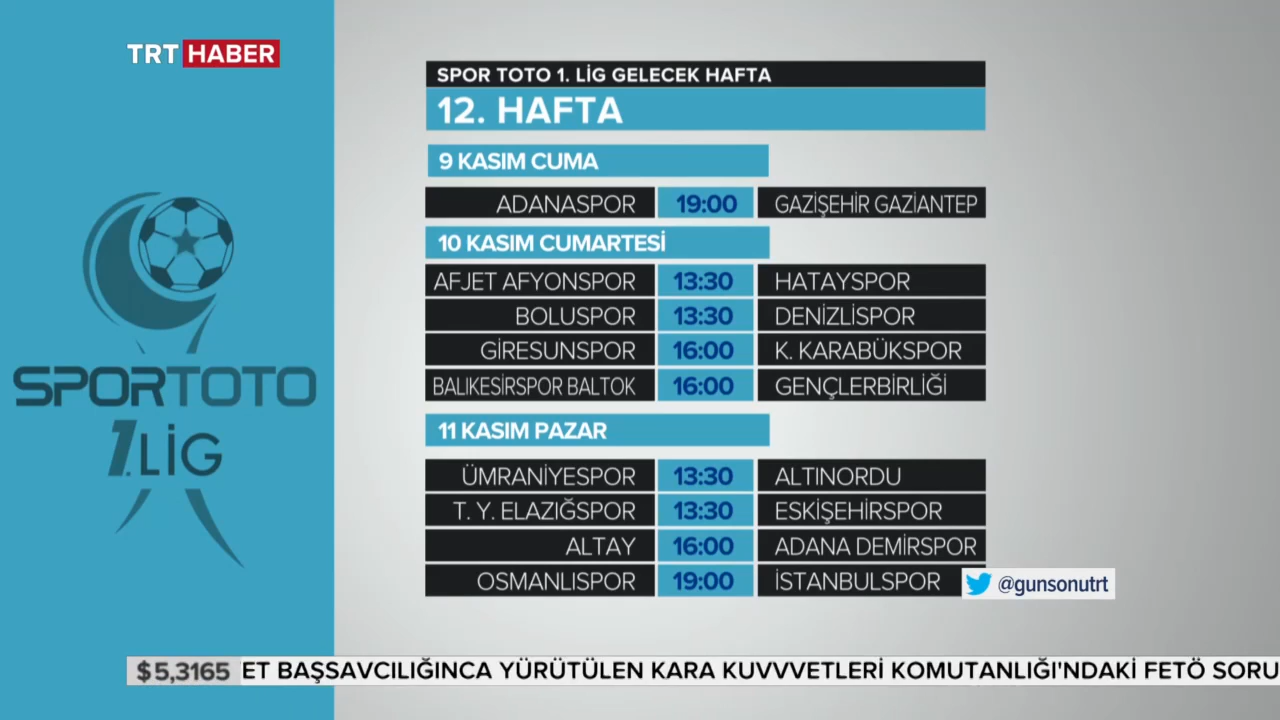 TRT HABER
SPOR TOTO 1. LİG GELECEK HAFTA
12. HAFTA
9 KASIM CUMA
ADANASPOR 19:00 GAZİŞEHİR GAZİANTEP
10 KASIM CUMARTESİ
AFJET AFYONSPOR 13:30 HATAYSPOR
BOLUSPOR 13:30 DENİZLİSPOR
GİRESUNSPOR 16:00 K. KARABÜKSPOR
BALIKESİRSPOR BALTOK 16:00 GENÇLERBİRLİĞİ
11 KASIM PAZAR
ÜMRANİYESPOR 13:30 ALTINORDU
T. Y. ELAZIĞSPOR 13:30 ESKİŞEHİRSPOR
ALTAY 16:00 ADANA DEMİRSPOR
OSMANLISPOR 19:00 İSTANBULSPOR
@gunsonutrt
SPORTOTO
1.LİG
$5,3165 ET BAŞSAVCILIĞINCA YÜRÜTÜLEN KARA KUVVVETLERİ KOMUTANLIĞI'NDAKİ FETÖ SORU